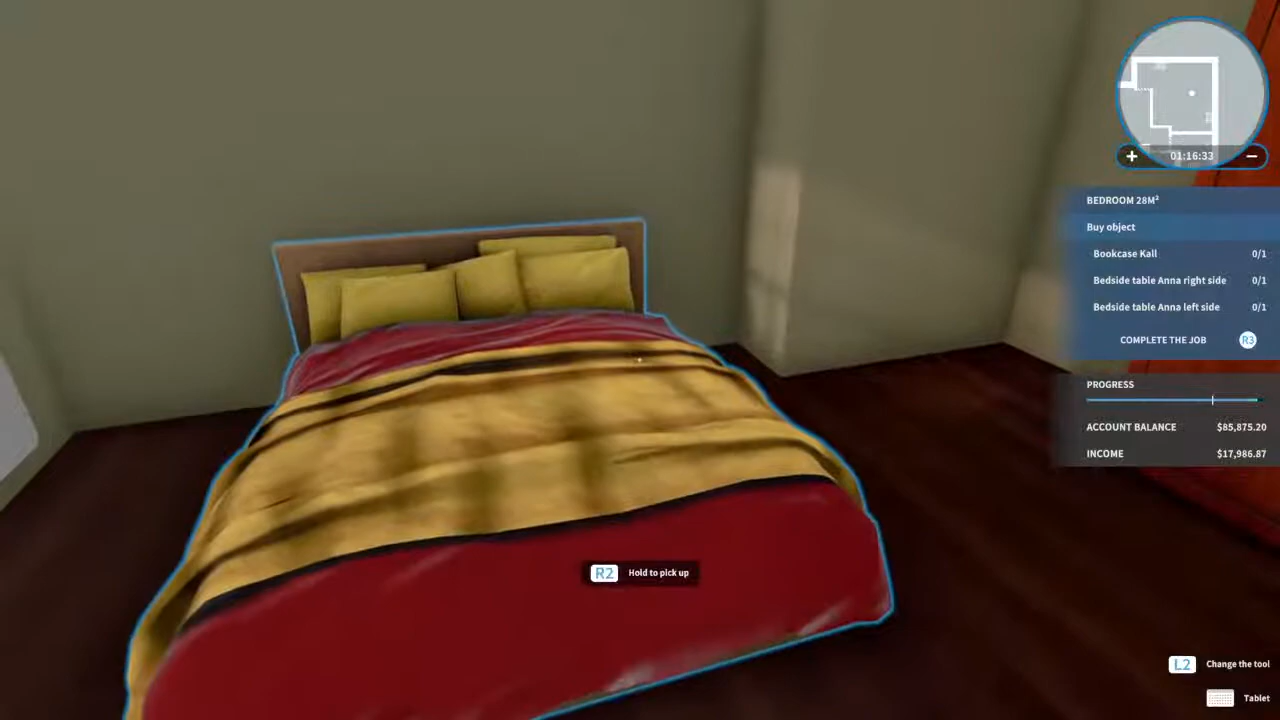 + 01:16:33 −
BEDROOM 28M²
Buy object
Bookcase Kall 0/1
Bedside table Anna right side 0/1
Bedside table Anna left side 0/1
COMPLETE THE JOB R3
PROGRESS
ACCOUNT BALANCE $85,875.20
INCOME $17,986.87
R2 Hold to pick up
L2 Change the tool
Tablet